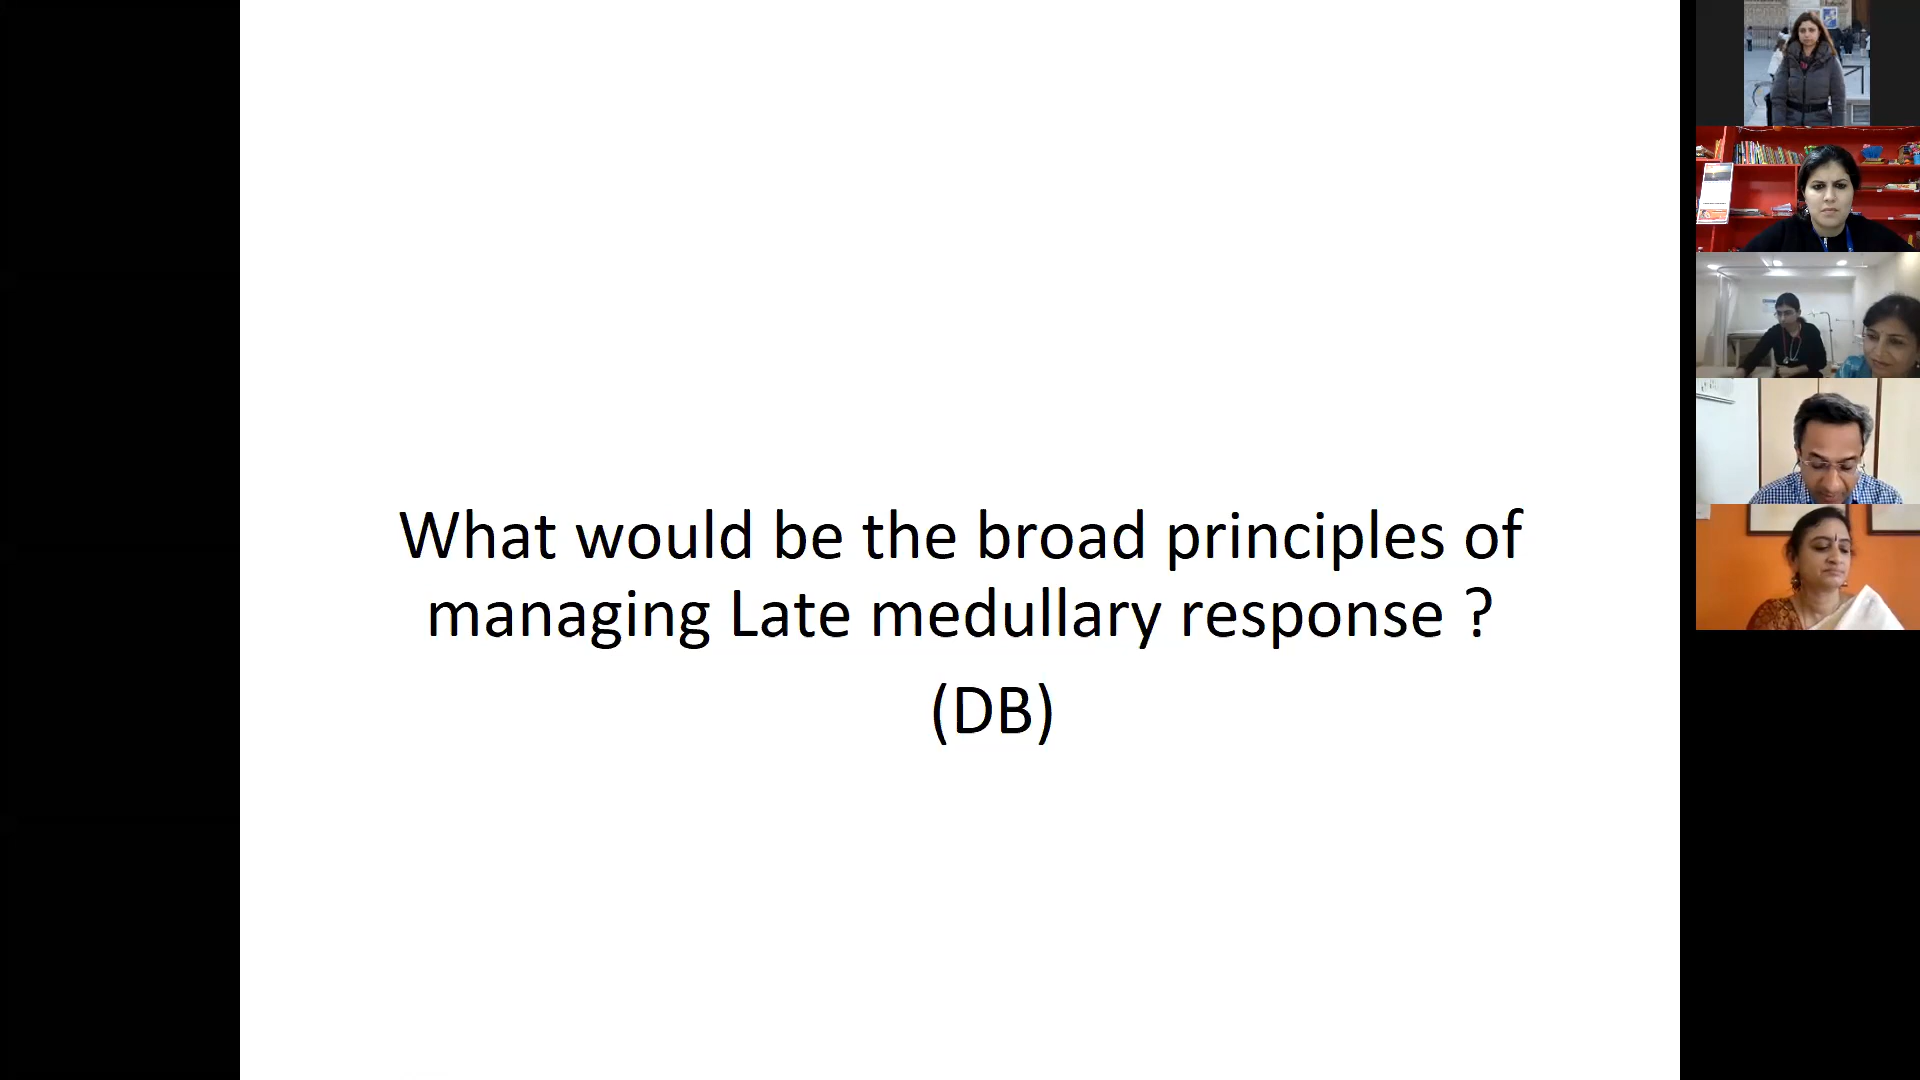 What would be the broad principles of
managing Late medullary response ?
(DB)